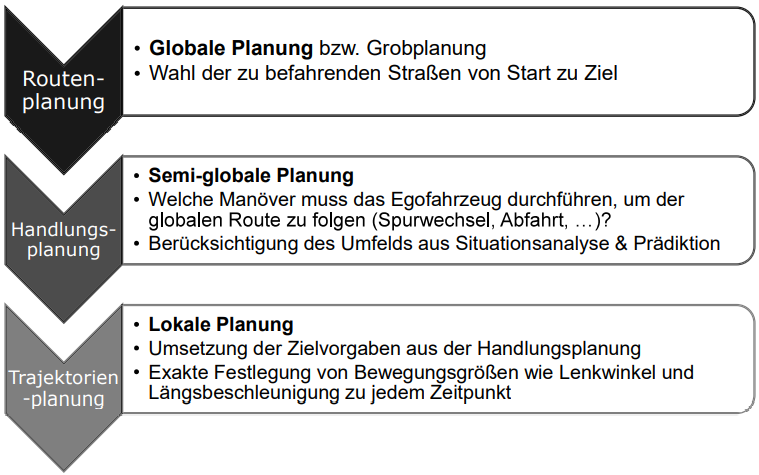 Routen-
planung
• Globale Planung bzw. Grobplanung
• Wahl der zu befahrenden Straßen von Start zu Ziel
Handlungs-
planung
• Semi-globale Planung
• Welche Manöver muss das Egofahrzeug durchführen, um der
globalen Route zu folgen (Spurwechsel, Abfahrt, …)?
• Berücksichtigung des Umfelds aus Situationsanalyse & Prädiktion
Trajektorien
-planung
• Lokale Planung
• Umsetzung der Zielvorgaben aus der Handlungsplanung
• Exakte Festlegung von Bewegungsgrößen wie Lenkwinkel und
Längsbeschleunigung zu jedem Zeitpunkt